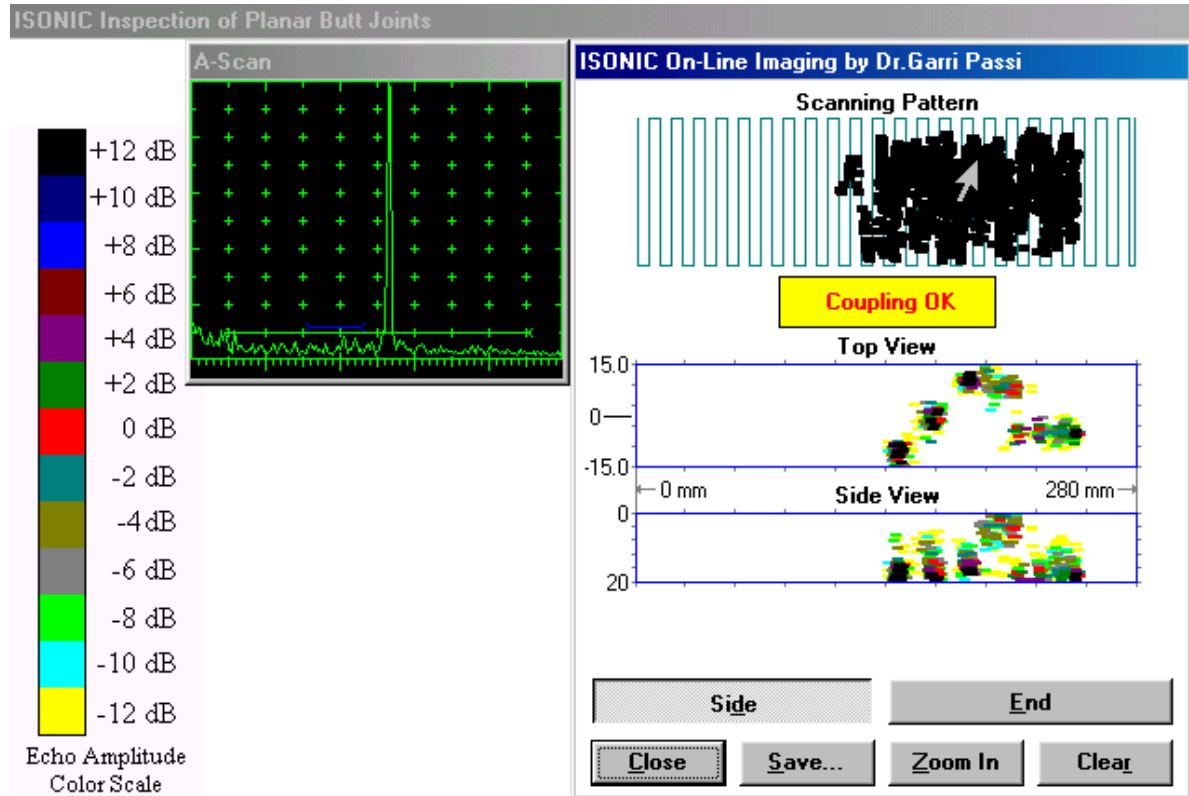 ISONIC Inspection of Planar Butt Joints
A-Scan
+12 dB
+10 dB
+8 dB
+6 dB
+4 dB
+2 dB
0 dB
-2 dB
-4dB
-6 dB
-8 dB
-10 dB
-12 dB
Echo Amplitude
Color Scale
ISONIC On-Line Imaging by Dr.Garri Passi
Scanning Pattern
Coupling OK
Top View
15.0
0
-15.0
0 mm
280 mm
Side View
0
20
Side
End
Close
Save...
Zoom In
Clear